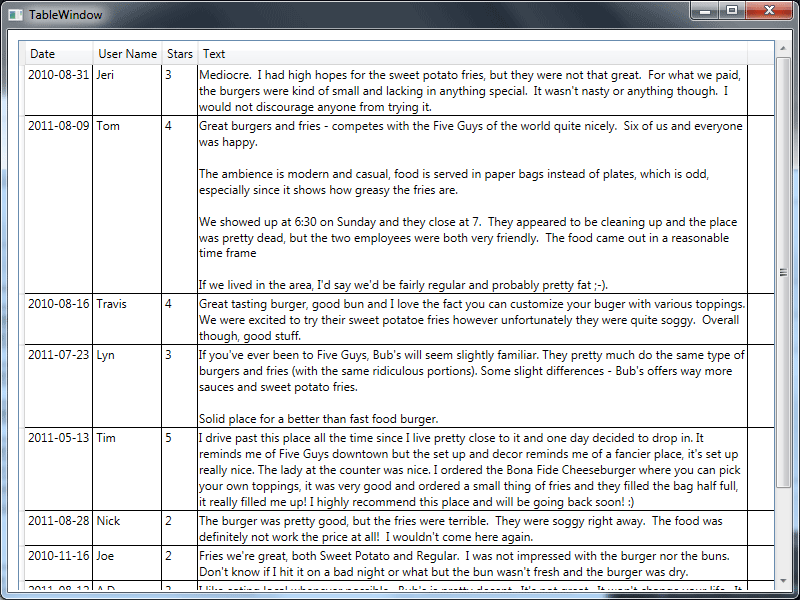 TableWindow
Date User Name Stars Text
2010-08-31 Jeri 3 Mediocre. I had high hopes for the sweet potato fries, but they were not that great. For what we paid,
the burgers were kind of small and lacking in anything special. It wasn't nasty or anything though. I
would not discourage anyone from trying it.
2011-08-09 Tom 4 Great burgers and fries - competes with the Five Guys of the world quite nicely. Six of us and everyone
was happy.
The ambience is modern and casual, food is served in paper bags instead of plates, which is odd,
especially since it shows how greasy the fries are.
We showed up at 6:30 on Sunday and they close at 7. They appeared to be cleaning up and the place
was pretty dead, but the two employees were both very friendly. The food came out in a reasonable
time frame
If we lived in the area, I'd say we'd be fairly regular and probably pretty fat ;-).
2010-08-16 Travis 4 Great tasting burger, good bun and I love the fact you can customize your buger with various toppings.
We were excited to try their sweet potatoe fries however unfortunately they were quite soggy. Overall
though, good stuff.
2011-07-23 Lyn 3 If you've ever been to Five Guys, Bub's will seem slightly familiar. They pretty much do the same type of
burgers and fries (with the same ridiculous portions). Some slight differences - Bub's offers way more
sauces and sweet potato fries.
Solid place for a better than fast food burger.
2011-05-13 Tim 5 I drive past this place all the time since I live pretty close to it and one day decided to drop in. It
reminds me of Five Guys downtown but the set up and decor reminds me of a fancier place, it's set up
really nice. The lady at the counter was nice. I ordered the Bona Fide Cheeseburger where you can pick
your own toppings, it was very good and ordered a small thing of fries and they filled the bag half full,
it really filled me up! I highly recommend this place and will be going back soon! :)
2011-08-28 Nick 2 The burger was pretty good, but the fries were terrible. They were soggy right away. The food was
definitely not work the price at all! I wouldn't come here again.
2010-11-16 Joe 2 Fries we're great, both Sweet Potato and Regular. I was not impressed with the burger nor the buns.
Don't know if I hit it on a bad night or what but the bun wasn't fresh and the burger was dry.
I like eating local whenever possible. Bub's is pretty decent. It's not great. It won't change your life. It